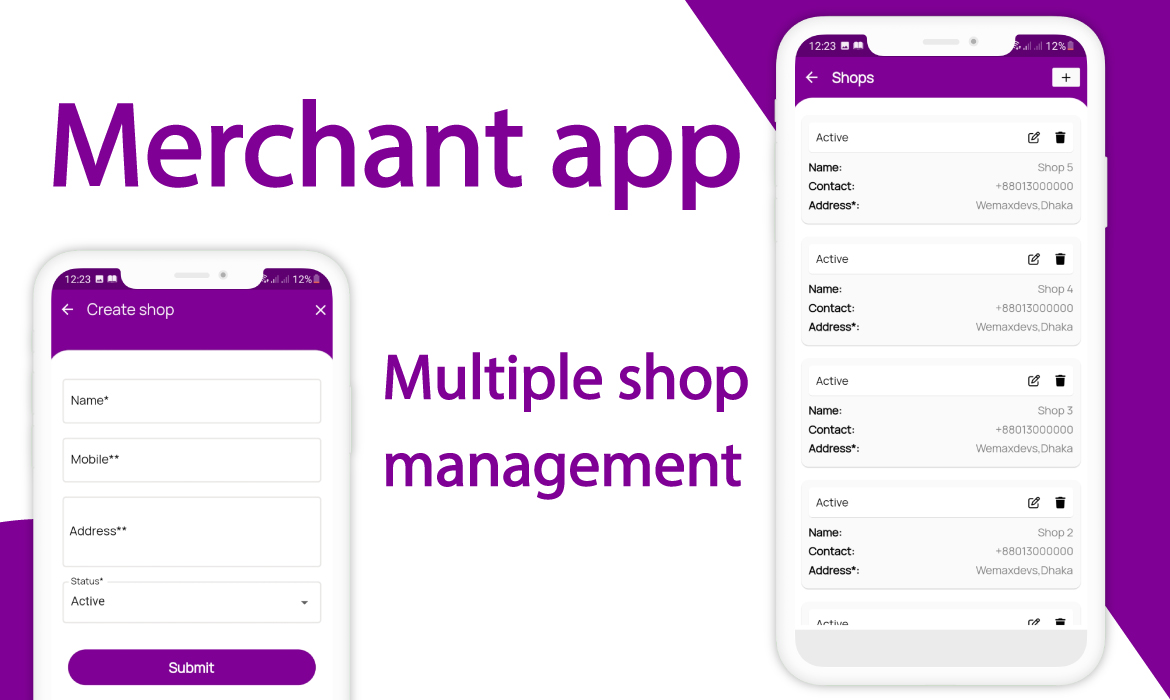 Merchant app
Multiple shop
management
12:23 12%
Create shop
Name*
Mobile**
Address**
Status*
Active
Submit
12:23 12%
Shops
Active
Name: Shop 5
Contact: +88013000000
Address*: Wemaxdevs,Dhaka
Active
Name: Shop 4
Contact: +88013000000
Address*: Wemaxdevs,Dhaka
Active
Name: Shop 3
Contact: +88013000000
Address*: Wemaxdevs,Dhaka
Active
Name: Shop 2
Contact: +88013000000
Address*: Wemaxdevs,Dhaka
Active